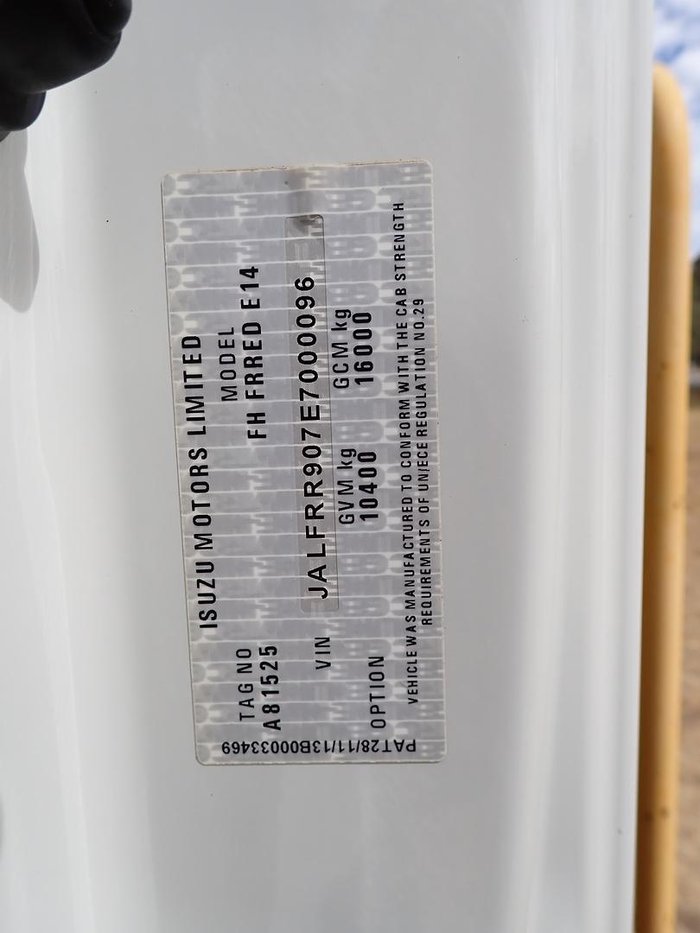 ISUZU MOTORS LIMITED
TAG NO MODEL
A81525 FH FRRED E14
VIN JALFRR907E7000096
GVM kg GCM kg
OPTION 10400 16000
VEHICLE WAS MANUFACTURED TO CONFORM WITH THE CAB STRENGTH
REQUIREMENTS OF UN/ECE REGULATION NO.29
PAT28/11/13B00033469